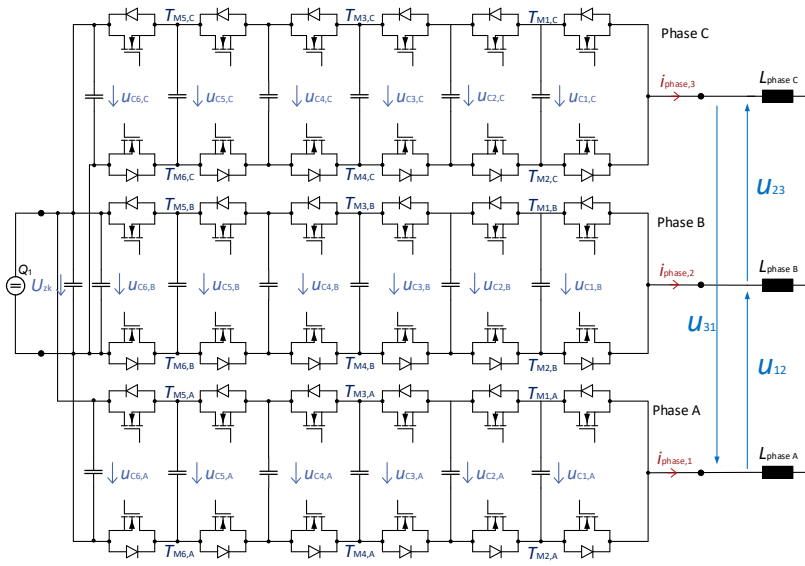 TM5,C TM3,C TM1,C Phase C
uC6,C uC5,C uC4,C uC3,C uC2,C uC1,C iphase,3 Lphase C
TM6,C TM4,C TM2,C
u23
TM5,B TM3,B TM1,B Phase B
Q1 Uzk uC6,B uC5,B uC4,B uC3,B uC2,B uC1,B iphase,2 Lphase B
u31
TM6,B TM4,B TM2,B u12
TM5,A TM3,A TM1,A Phase A
uC6,A uC5,A uC4,A uC3,A uC2,A uC1,A iphase,1 Lphase A
TM6,A TM4,A TM2,A